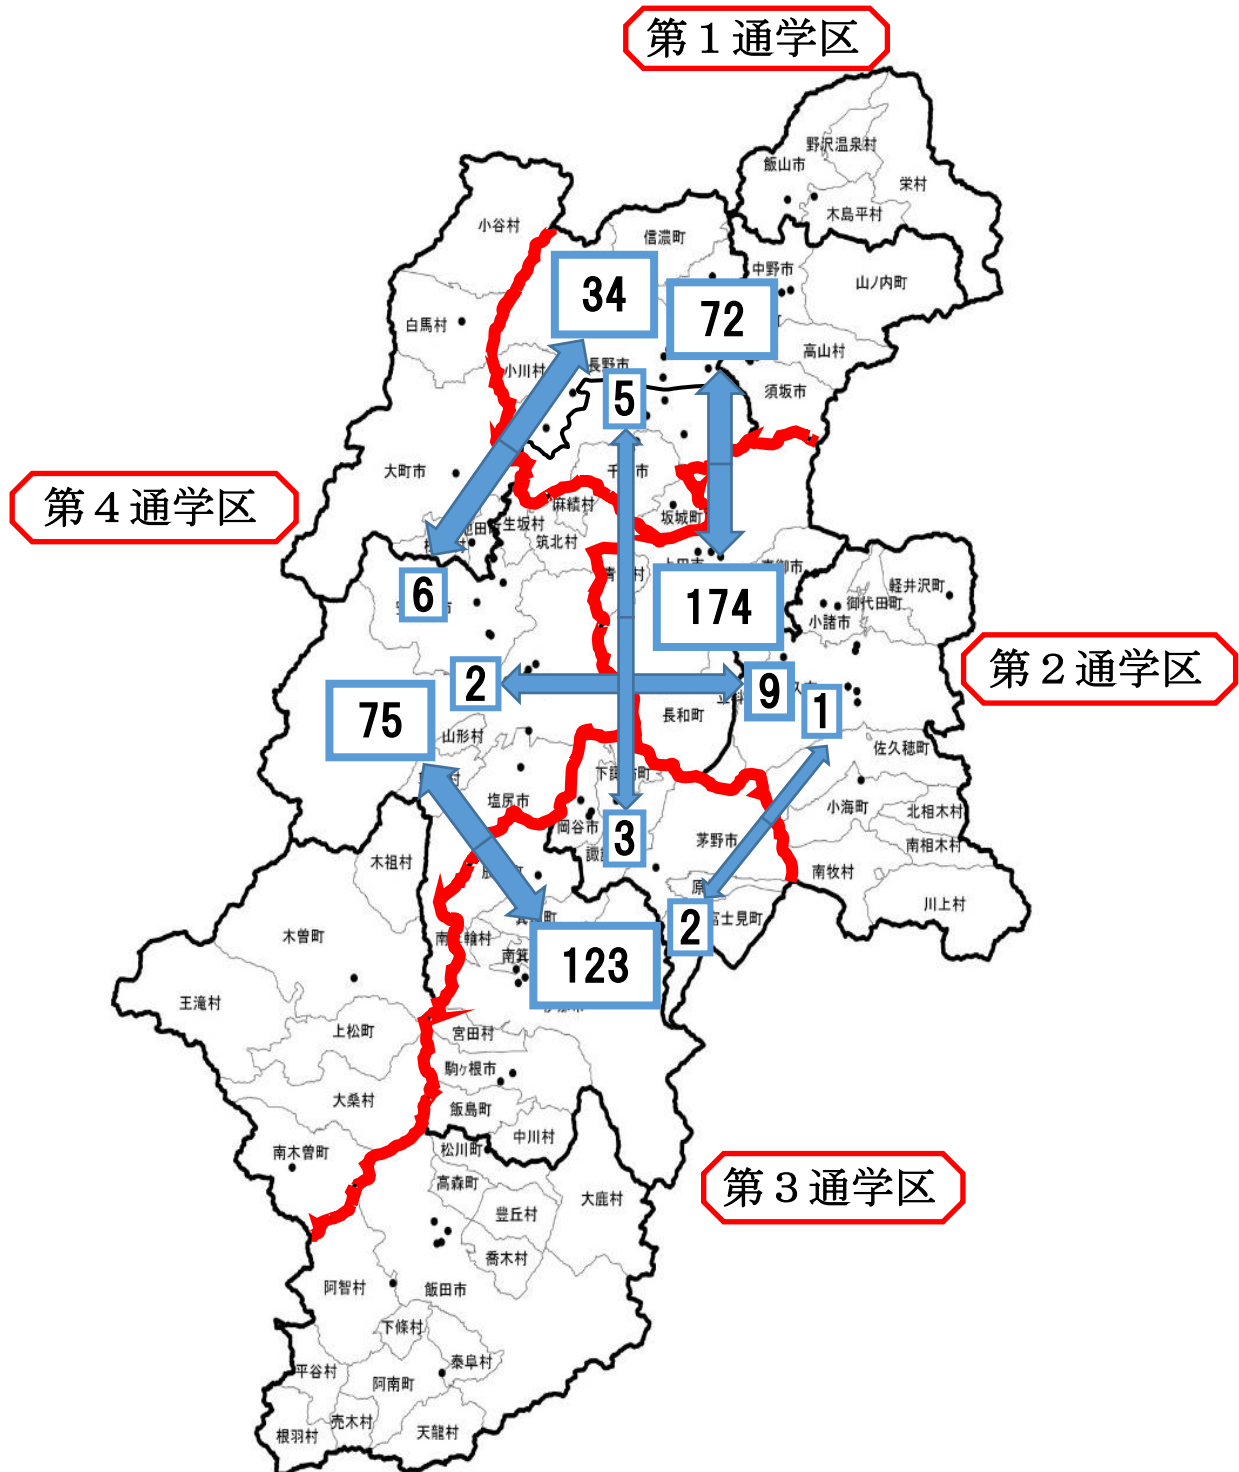 第１通学区
野沢温泉村
飯山市
栄村
木島平村
小谷村
信濃町
中野市
山ノ内町
34
72
白馬村
高山村
小川村
長野市
須坂市
5
大町市
第４通学区
麻績村
坂城町
生坂村
筑北村
軽井沢町
御代田町
小諸市
6
174
第２通学区
2
9
1
75
長和町
山形村
佐久穂町
塩尻市
小海町
北相木村
岡谷市
3
茅野市
南相木村
木祖村
南牧村
川上村
2
富士見町
木曽町
123
王滝村
上松町
宮田村
駒ヶ根市
大桑村
飯島町
中川村
南木曽町
松川町
第３通学区
高森町
大鹿村
豊丘村
喬木村
阿智村
飯田市
下條村
泰阜村
平谷村
阿南町
売木村
天龍村
根羽村